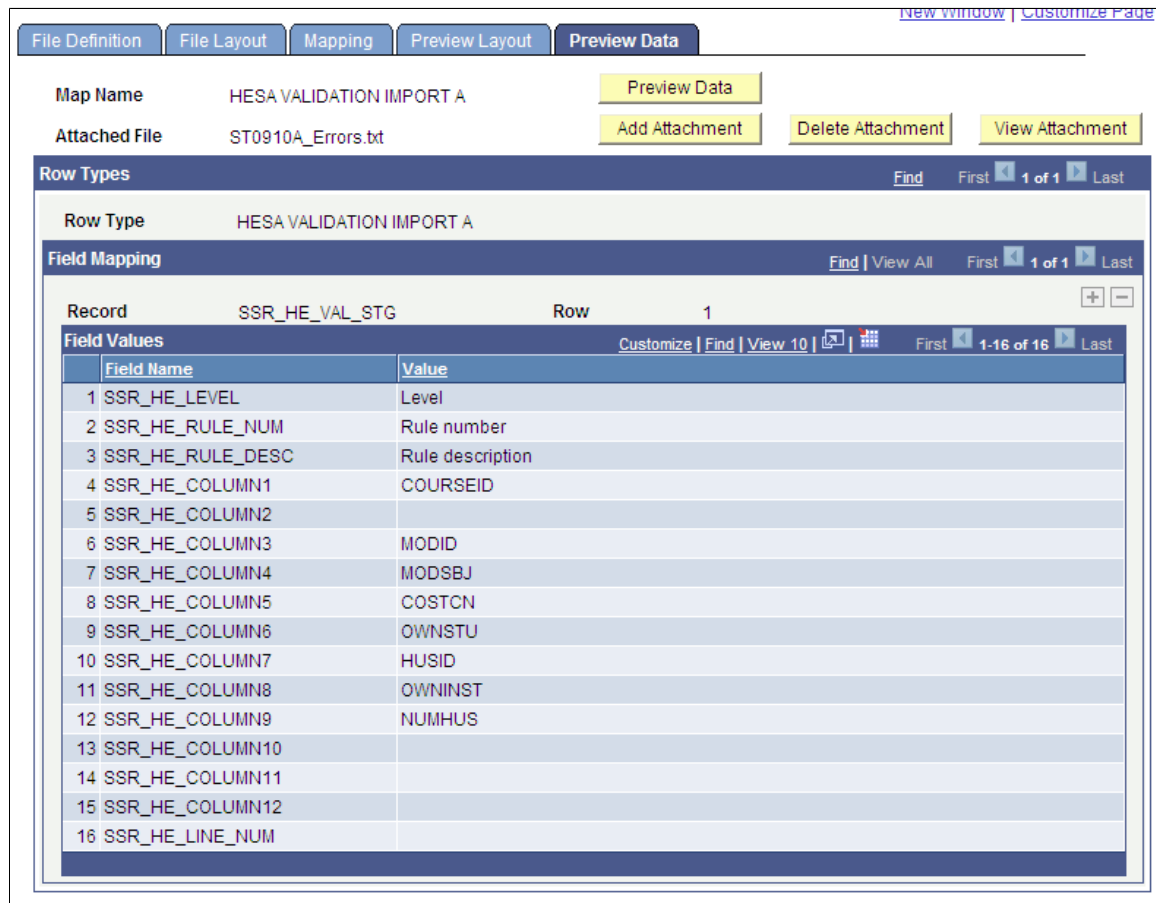 New Window | Customize Page
File Definition File Layout Mapping Preview Layout Preview Data
Map Name HESA VALIDATION IMPORT A Preview Data
Attached File ST0910A_Errors.txt Add Attachment Delete Attachment View Attachment
Row Types Find First 1 of 1 Last
Row Type HESA VALIDATION IMPORT A
Field Mapping Find | View All First 1 of 1 Last
Record SSR_HE_VAL_STG Row 1
Field Values Customize | Find | View 10 | | First 1-16 of 16 Last
Field Name Value
1 SSR_HE_LEVEL Level
2 SSR_HE_RULE_NUM Rule number
3 SSR_HE_RULE_DESC Rule description
4 SSR_HE_COLUMN1 COURSEID
5 SSR_HE_COLUMN2
6 SSR_HE_COLUMN3 MODID
7 SSR_HE_COLUMN4 MODSBJ
8 SSR_HE_COLUMN5 COSTCN
9 SSR_HE_COLUMN6 OWNSTU
10 SSR_HE_COLUMN7 HUSID
11 SSR_HE_COLUMN8 OWNINST
12 SSR_HE_COLUMN9 NUMHUS
13 SSR_HE_COLUMN10
14 SSR_HE_COLUMN11
15 SSR_HE_COLUMN12
16 SSR_HE_LINE_NUM